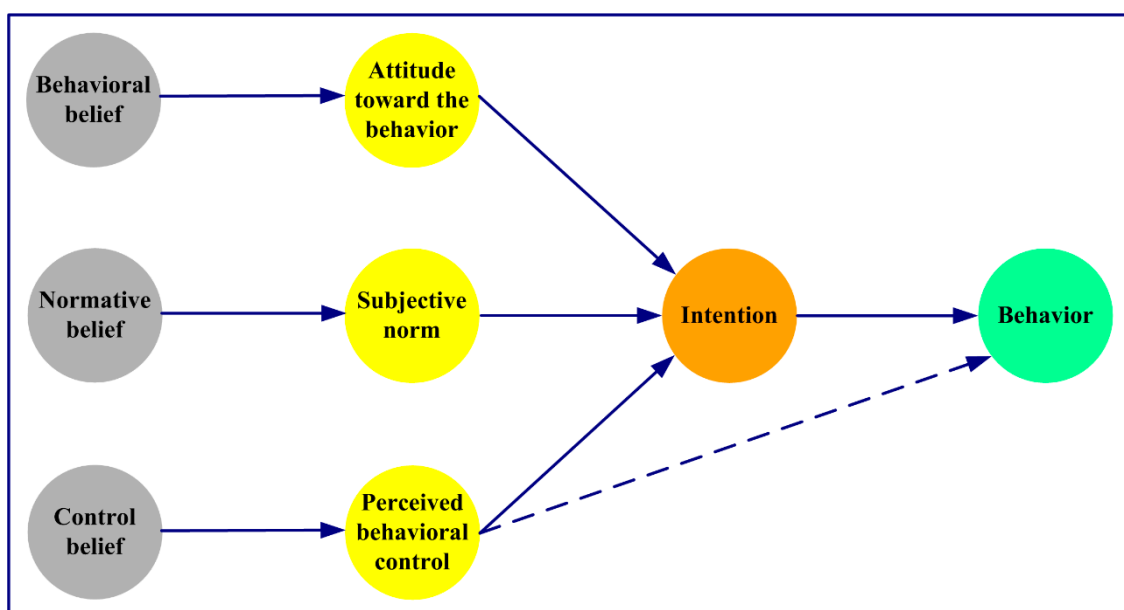 Behavioral
belief
Attitude
toward the
behavior
Normative
belief
Subjective
norm
Intention
Behavior
Control
belief
Perceived
behavioral
control